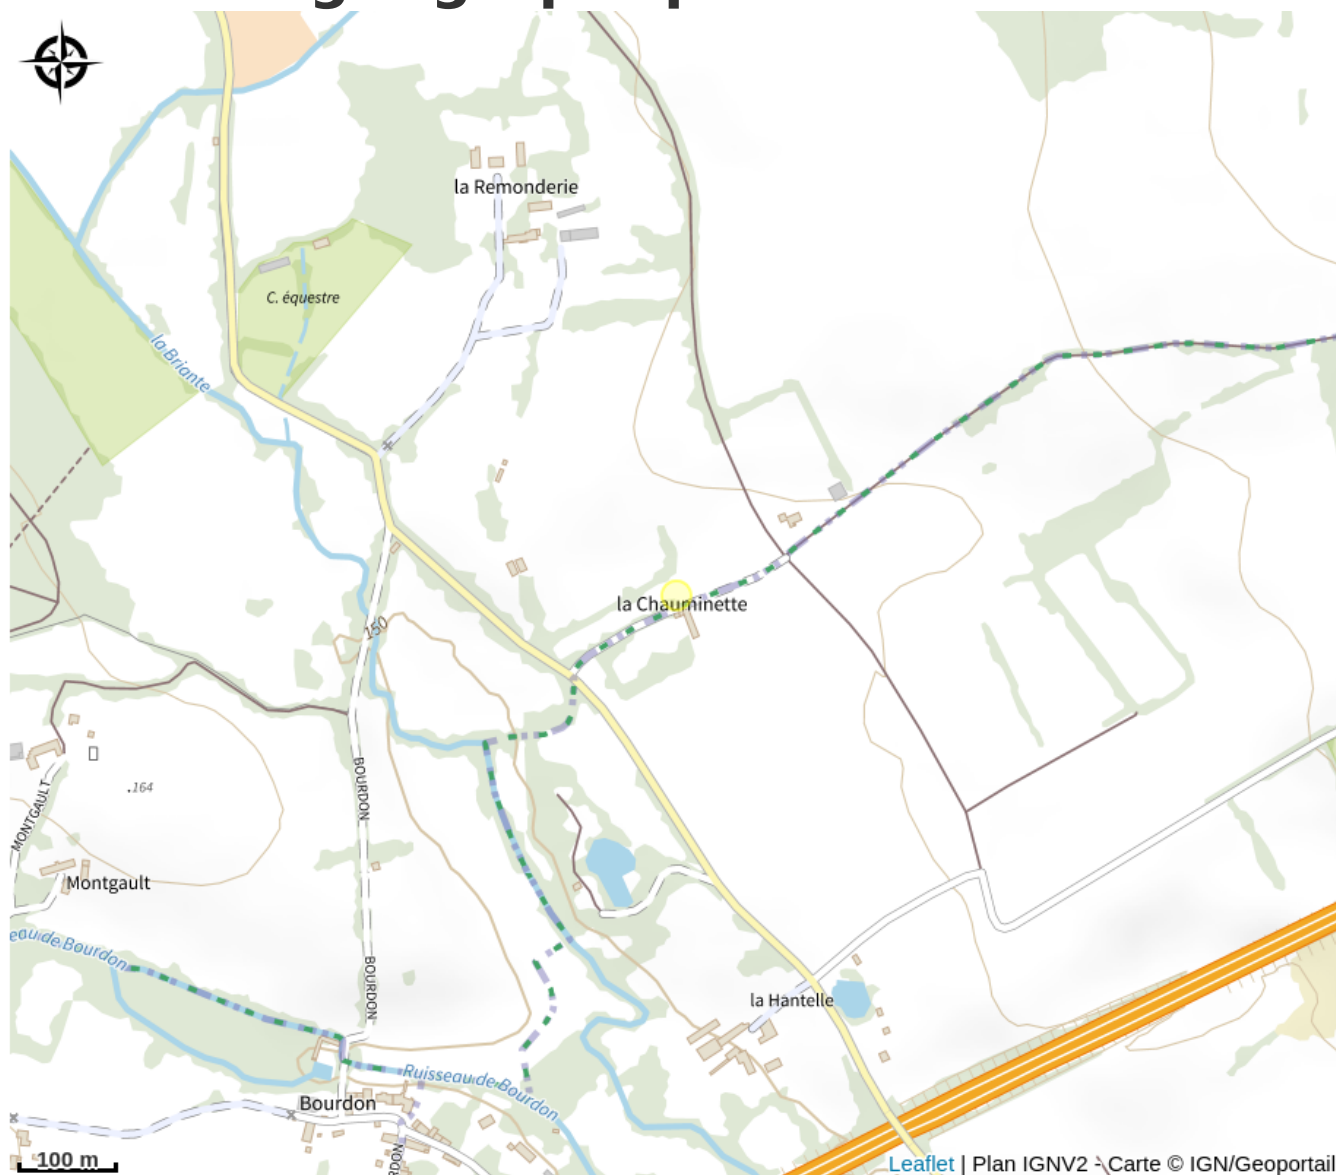 la Remonderie
C. équestre
la Briante
la Chauminette
150
BOURDON
.164
MONTGAULT
Montgault
eau de Bourdon
BOURDON
la Hantelle
Ruisseau de Bourdon
Bourdon
RDON
100 m
Leaflet | Plan IGNV2 - Carte © IGN/Geoportail